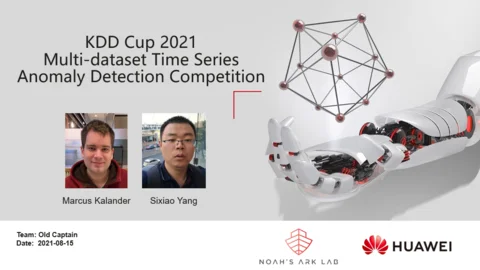 KDD Cup 2021
Multi-dataset Time Series
Anomaly Detection Competition
Marcus Kalander
Sixiao Yang
Team: Old Captain
Date: 2021-08-15
NOAH'S ARK LAB
HUAWEI